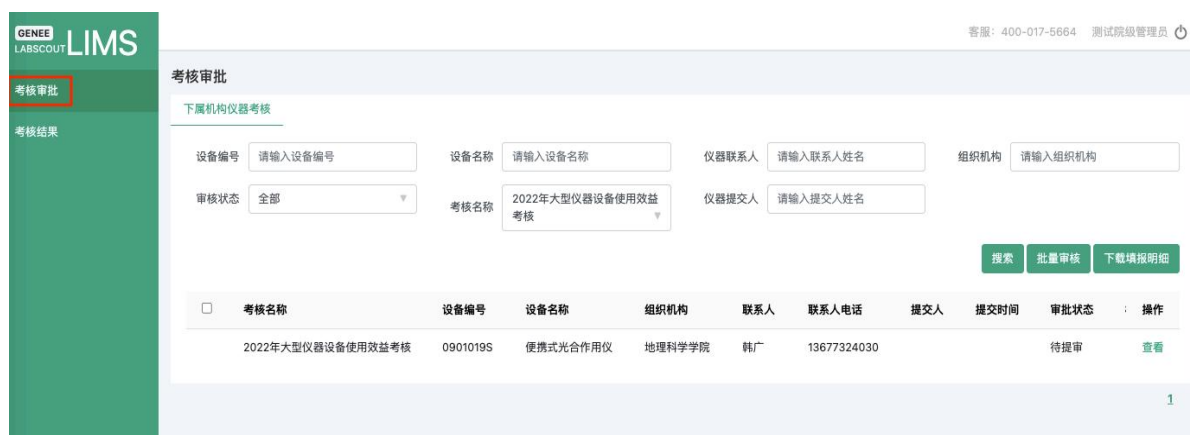 GENEE
LABSCOUT LIMS
客服：400-017-5664 测试院级管理员
考核审批
考核结果
考核审批
下属机构仪器考核
设备编号 请输入设备编号 设备名称 请输入设备名称 仪器联系人 请输入联系人姓名 组织机构 请输入组织机构
审核状态 全部 考核名称 2022年大型仪器设备使用效益考核 仪器提交人 请输入提交人姓名
搜索 批量审核 下载填报明细
考核名称 设备编号 设备名称 组织机构 联系人 联系人电话 提交人 提交时间 审批状态 操作
2022年大型仪器设备使用效益考核 0901019S 便携式光合作用仪 地理科学学院 韩广 13677324030 待提审 查看
1